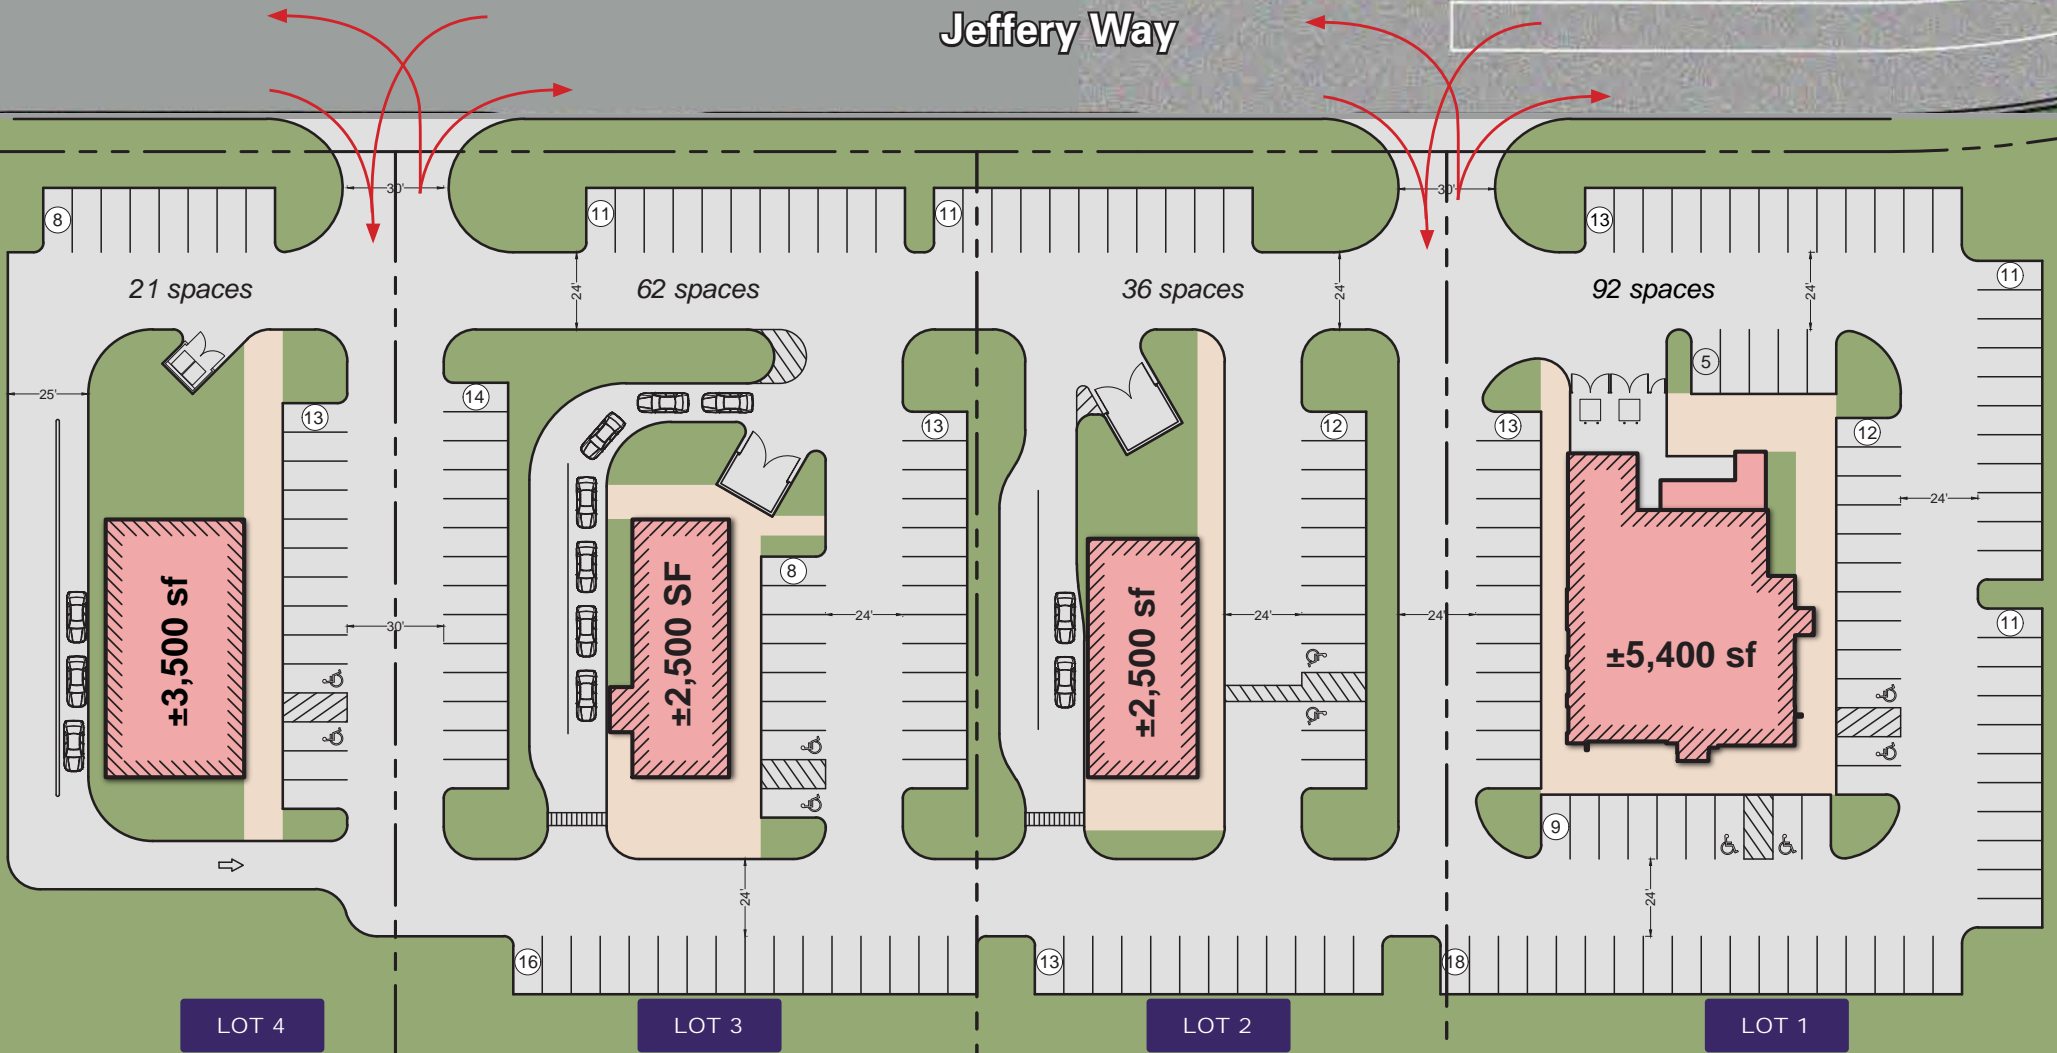 Jeffery Way
30'
30'
8
11
11
13
21 spaces
62 spaces
36 spaces
92 spaces
11
24'
24'
24'
25'
13
14
13
12
13
5
12
24'
±3,500 sf
±2,500 SF
±2,500 sf
±5,400 sf
8
30'
24'
24'
24'
11
9
24'
24'
16
13
18
LOT 4
LOT 3
LOT 2
LOT 1